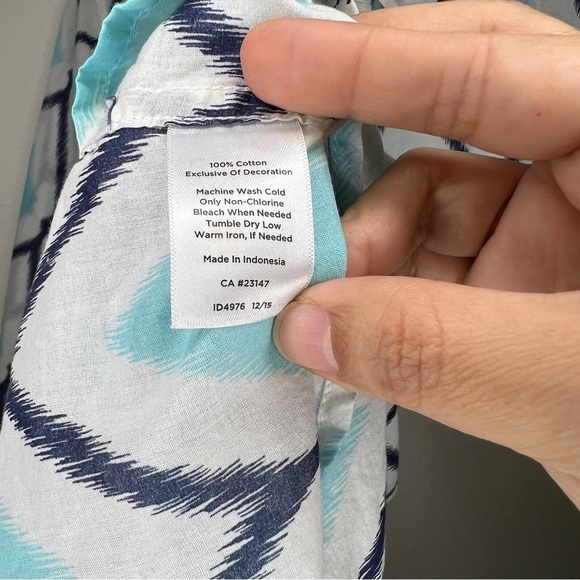 100% Cotton
Exclusive Of Decoration
Machine Wash Cold
Only Non-Chlorine
Bleach When Needed
Tumble Dry Low
Warm Iron, if Needed
Made In Indonesia
CA #23147
ID4976 12/15